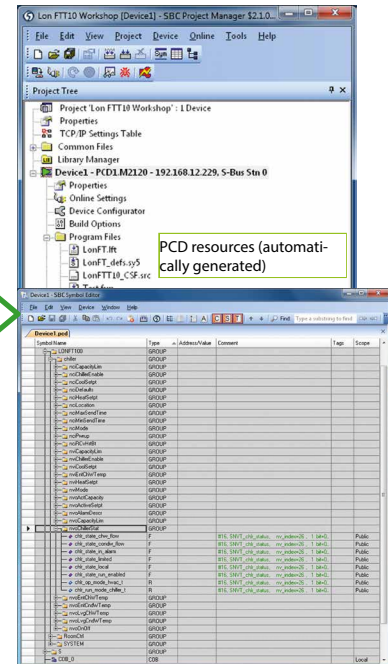 Lon FTT10 Workshop [Device1] - SBC Project Manager $2.1.0...
File Edit View Project Device Online Tools Help
Project Tree
Project 'Lon FTT10 Workshop' : 1 Device
Properties
TCP/IP Settings Table
Common Files
Library Manager
Device1 - PCD1.M2120 - 192.168.12.229, S-Bus Stn 0
Properties
Online Settings
Device Configurator
Build Options
Program Files
LonFT.lft
LonFT_defs.sy5
LonFTT10_CSF.src
PCD resources (automati-
cally generated)
Device1 - SBC Symbol Editor
File Edit View Device Window Help
Find Type a substring to find
Device1.ped
Symbol Name Type Address/Value Comment Tags Scope
GROUP
chiller GROUP
nciCapacityLim GROUP
nciChillerEnable GROUP
nciCoolSetpt GROUP
nciDefaults GROUP
nciHeatSetpt GROUP
nciLocation GROUP
nciMaxSendTime GROUP
nciMinSendTime GROUP
nciMode GROUP
nciPwrup GROUP
GROUP
nviCapacityLim GROUP
nviChillerEnable GROUP
nviCoolSetpt GROUP
nviEntChWTemp GROUP
nviHeatSetpt GROUP
nviMode GROUP
nvoActCapacity GROUP
nvoActiveSetpt GROUP
nvoAlarmDescr GROUP
nvoCapacityLim GROUP
nvoChillerStat GROUP
chlr_state_chw_flow F Public
chlr_state_condw_flow F Public
chlr_state_in_alarm F Public
chlr_state_limited F Public
chlr_state_local F Public
chlr_state_run_enabled F Public
chlr_op_mode_hvac_t R Public
chlr_run_mode_chiller_t R Public
nvoEntChWTemp GROUP
nvoEntCndWTemp GROUP
nvoLvgChWTemp GROUP
nvoLvgCndWTemp GROUP
nvoOnOff GROUP
RoomCtrl GROUP
SYSTEM GROUP
S GROUP
COB_0 COB Local